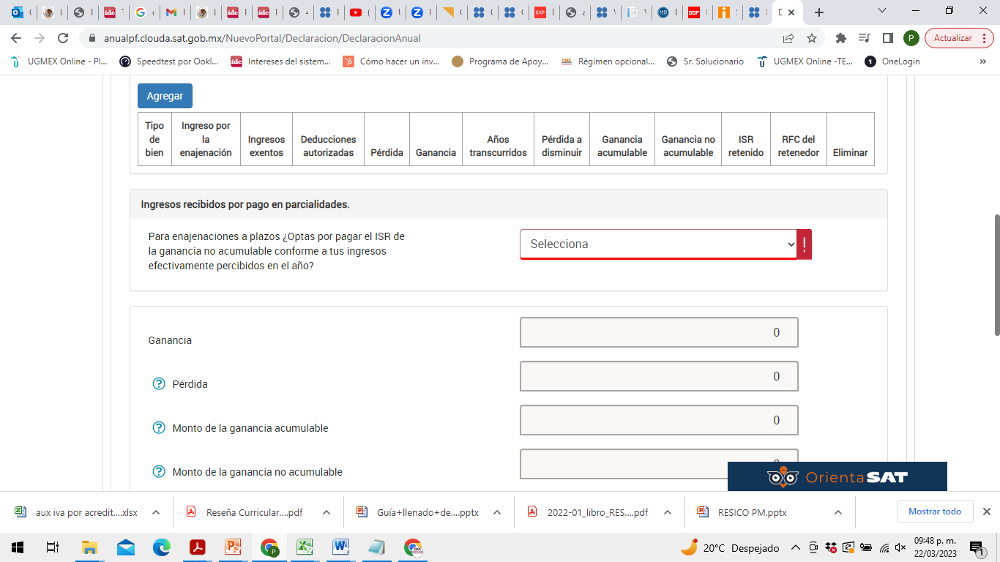 Actualizar
anualpf.clouda.sat.gob.mx/NuevoPortal/Declaracion/DeclaracionAnual
UGMEX Online - Pl...
Speedtest por Ookl...
Intereses del sistem...
Cómo hacer un inv...
Programa de Apoy...
Régimen opcional...
Sr. Solucionario
UGMEX Online -TE...
OneLogin
»
Agregar
Tipo de bien
Ingreso por la enajenación
Ingresos exentos
Deducciones autorizadas
Pérdida
Ganancia
Años transcurridos
Pérdida a disminuir
Ganancia acumulable
Ganancia no acumulable
ISR retenido
RFC del retenedor
Eliminar
Ingresos recibidos por pago en parcialidades.
Para enajenaciones a plazos ¿Optas por pagar el ISR de
la ganancia no acumulable conforme a tus ingresos
efectivamente percibidos en el año?
Selecciona
!
Ganancia
0
? Pérdida
0
? Monto de la ganancia acumulable
0
? Monto de la ganancia no acumulable
OrientaSAT
aux iva por acredit....xlsx
Reseña Curricular....pdf
Guía+llenado+de....pptx
2022-01_libro_RES....pdf
RESICO PM.pptx
Mostrar todo
20°C Despejado
09:48 p. m.
22/03/2023
1